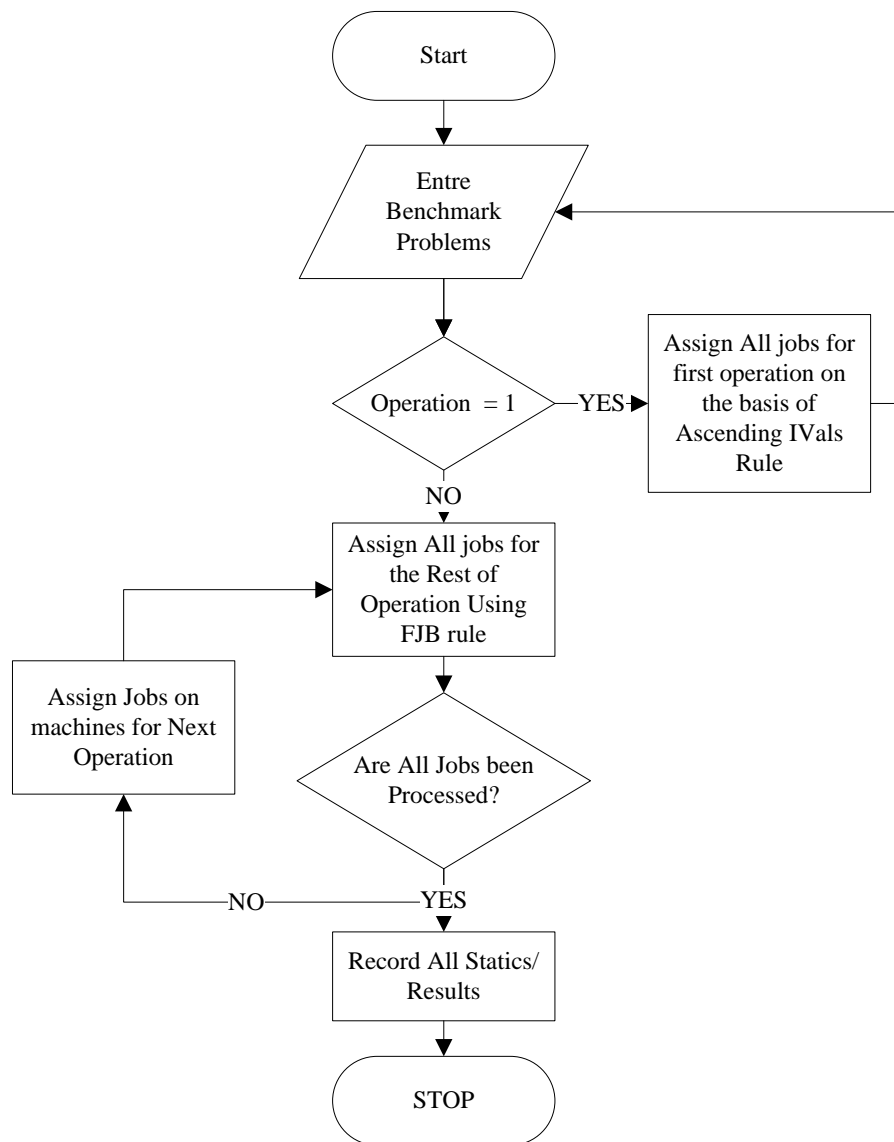 Start
Entre
Benchmark
Problems
Operation = 1
YES
Assign All jobs for
first operation on
the basis of
Ascending IVals
Rule
NO
Assign All jobs for
the Rest of
Operation Using
FJB rule
Assign Jobs on
machines for Next
Operation
Are All Jobs been
Processed?
NO
YES
Record All Statics/
Results
STOP